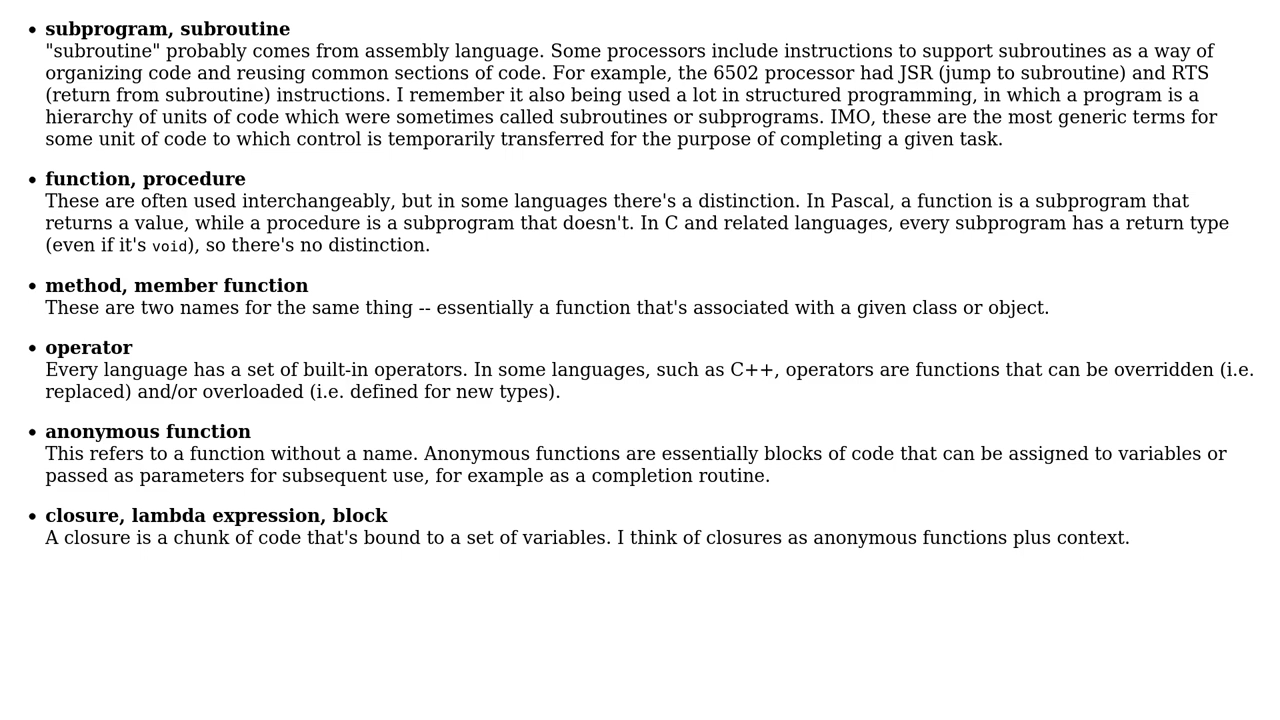 • subprogram, subroutine
"subroutine" probably comes from assembly language. Some processors include instructions to support subroutines as a way of
organizing code and reusing common sections of code. For example, the 6502 processor had JSR (jump to subroutine) and RTS
(return from subroutine) instructions. I remember it also being used a lot in structured programming, in which a program is a
hierarchy of units of code which were sometimes called subroutines or subprograms. IMO, these are the most generic terms for
some unit of code to which control is temporarily transferred for the purpose of completing a given task.
• function, procedure
These are often used interchangeably, but in some languages there's a distinction. In Pascal, a function is a subprogram that
returns a value, while a procedure is a subprogram that doesn't. In C and related languages, every subprogram has a return type
(even if it's void), so there's no distinction.
• method, member function
These are two names for the same thing -- essentially a function that's associated with a given class or object.
• operator
Every language has a set of built-in operators. In some languages, such as C++, operators are functions that can be overridden (i.e.
replaced) and/or overloaded (i.e. defined for new types).
• anonymous function
This refers to a function without a name. Anonymous functions are essentially blocks of code that can be assigned to variables or
passed as parameters for subsequent use, for example as a completion routine.
• closure, lambda expression, block
A closure is a chunk of code that's bound to a set of variables. I think of closures as anonymous functions plus context.